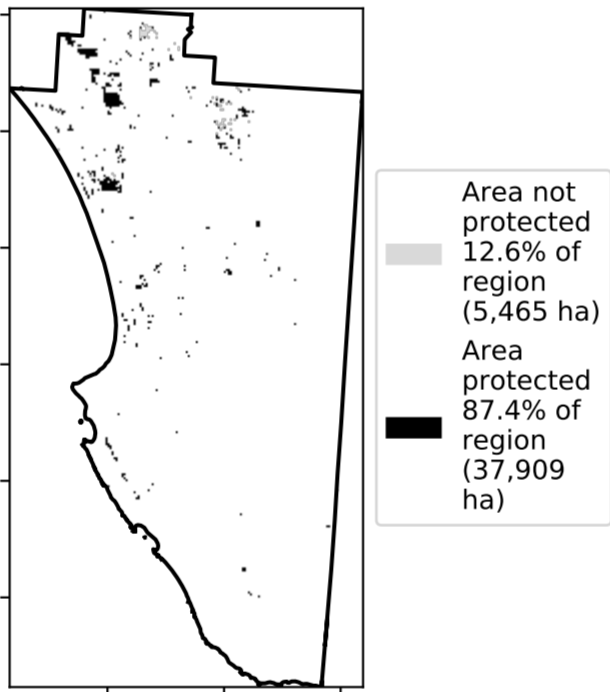 Area not
protected
12.6% of
region
(5,465 ha)
Area
protected
87.4% of
region
(37,909
ha)